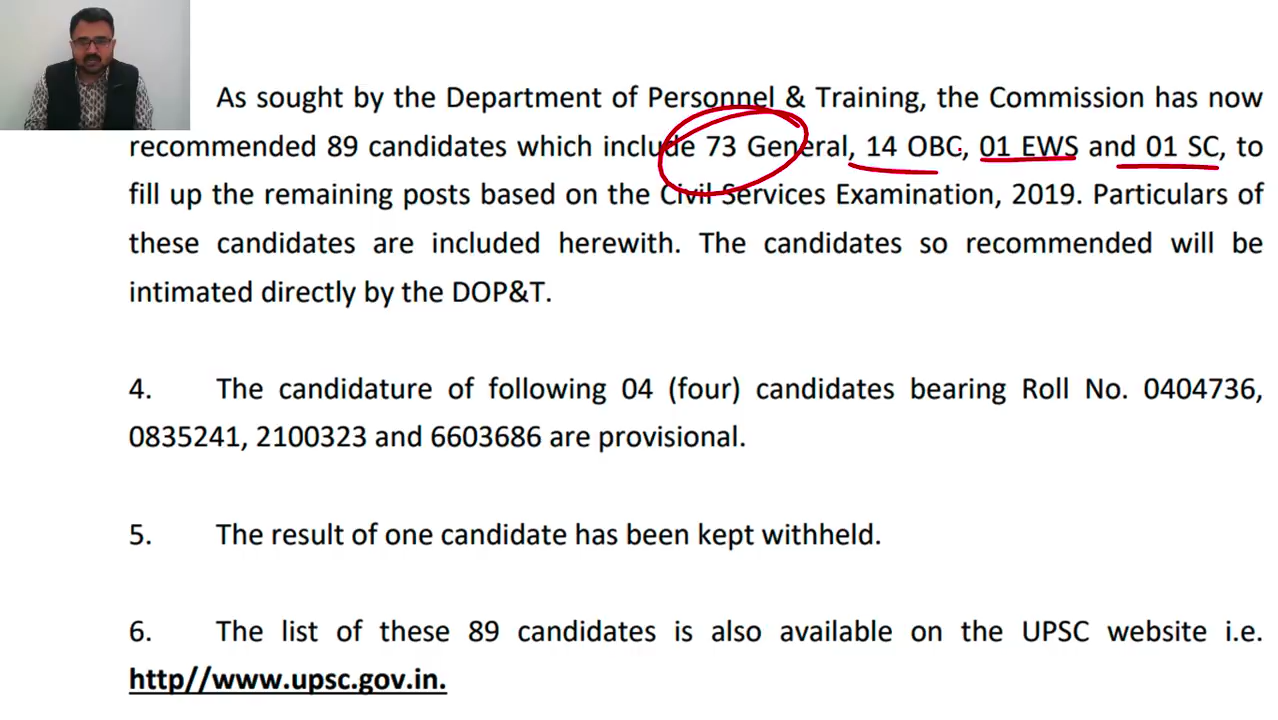 As sought by the Department of Personnel & Training, the Commission has now
recommended 89 candidates which include 73 General, 14 OBC, 01 EWS and 01 SC, to
fill up the remaining posts based on the Civil Services Examination, 2019. Particulars of
these candidates are included herewith. The candidates so recommended will be
intimated directly by the DOP&T.
4. The candidature of following 04 (four) candidates bearing Roll No. 0404736,
0835241, 2100323 and 6603686 are provisional.
5. The result of one candidate has been kept withheld.
6. The list of these 89 candidates is also available on the UPSC website i.e.
http//www.upsc.gov.in.